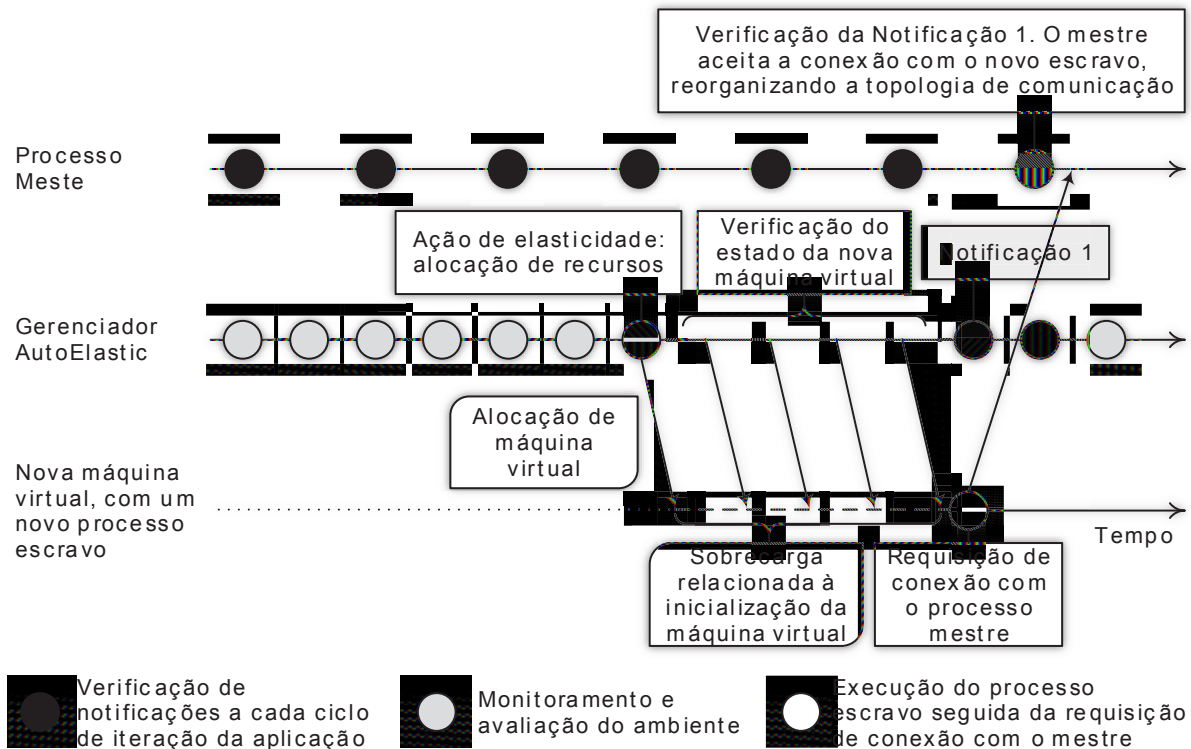 Verificação da Notificação 1. O mestre
aceita a conexão com o novo escravo,
reorganizando a topologia de comunicação
Processo
Meste
Ação de elasticidade:
alocação de recursos
Verificação do
estado da nova
máquina virtual
Notificação 1
Gerenciador
AutoElastic
Alocação de
máquina
virtual
Nova máquina
virtual, com um
novo processo
escravo
Tempo
Sobrecarga
relacionada à
inicialização da
máquina virtual
Requisição de
conexão com
o processo
mestre
Verificação de
notificações a cada ciclo
de iteração da aplicação
Monitoramento e
avaliação do ambiente
Execução do processo
escravo seguida da requisição
de conexão com o mestre